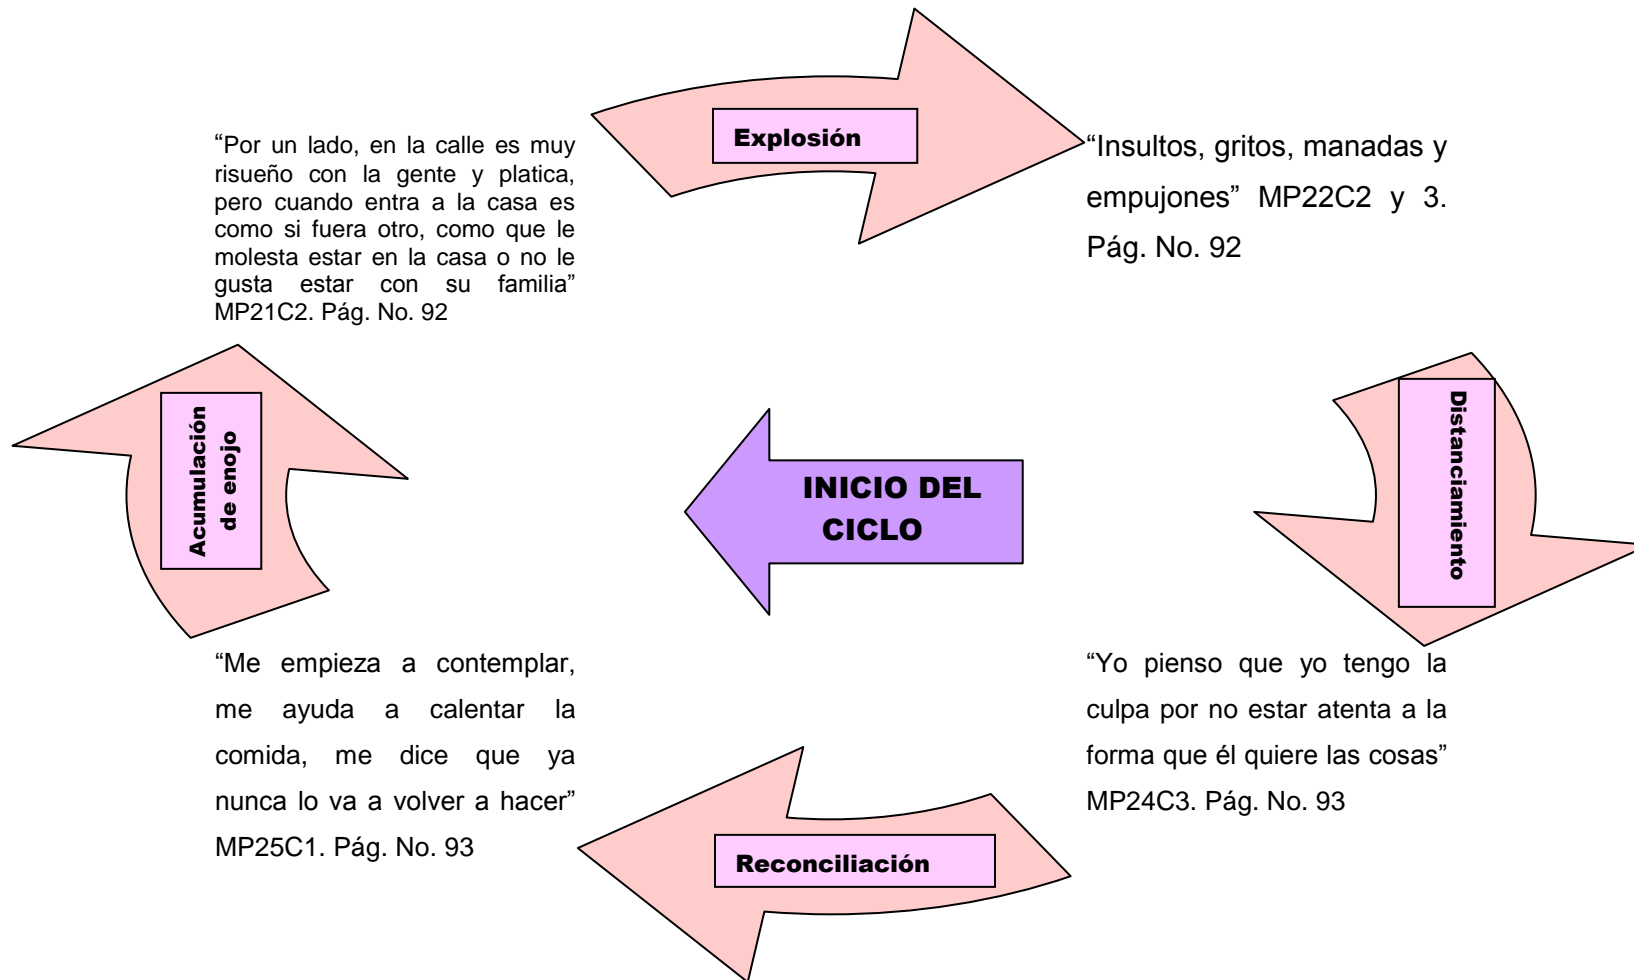 Explosión
“Por un lado, en la calle es muy
risueño con la gente y platica,
pero cuando entra a la casa es
como si fuera otro, como que le
molesta estar en la casa o no le
gusta estar con su familia”
MP21C2. Pág. No. 92
“Insultos, gritos, manadas y
empujones” MP22C2 y 3.
Pág. No. 92
Acumulación
de enojo
INICIO DEL
CICLO
Distanciamiento
“Me empieza a contemplar,
me ayuda a calentar la
comida, me dice que ya
nunca lo va a volver a hacer”
MP25C1. Pág. No. 93
“Yo pienso que yo tengo la
culpa por no estar atenta a la
forma que él quiere las cosas”
MP24C3. Pág. No. 93
Reconciliación